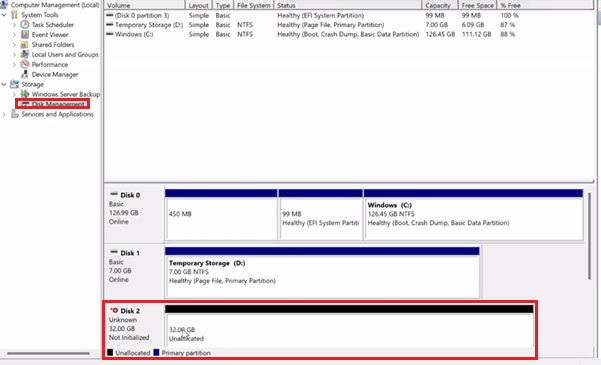 Computer Management (Local)
System Tools
Task Scheduler
Event Viewer
Shared Folders
Local Users and Groups
Performance
Device Manager
Storage
Windows Server Backup
Disk Management
Services and Applications
Volume Layout Type File System Status Capacity Free Space % Free
(Disk 0 partition 3) Simple Basic Healthy (EFI System Partition) 99 MB 99 MB 100 %
Temporary Storage (D:) Simple Basic NTFS Healthy (Page File, Primary Partition) 7.00 GB 6.09 GB 87 %
Windows (C:) Simple Basic NTFS Healthy (Boot, Crash Dump, Basic Data Partition) 126.45 GB 111.12 GB 88 %
Disk 0
Basic
126.99 GB
Online
450 MB
99 MB
Healthy (EFI System Partiti
Windows (C:)
126.45 GB NTFS
Healthy (Boot, Crash Dump, Basic Data Partition)
Disk 1
Basic
7.00 GB
Online
Temporary Storage (D:)
7.00 GB NTFS
Healthy (Page File, Primary Partition)
Disk 2
Unknown
32.00 GB
Not Initialized
32.00 GB
Unallocated
Unallocated Primary partition